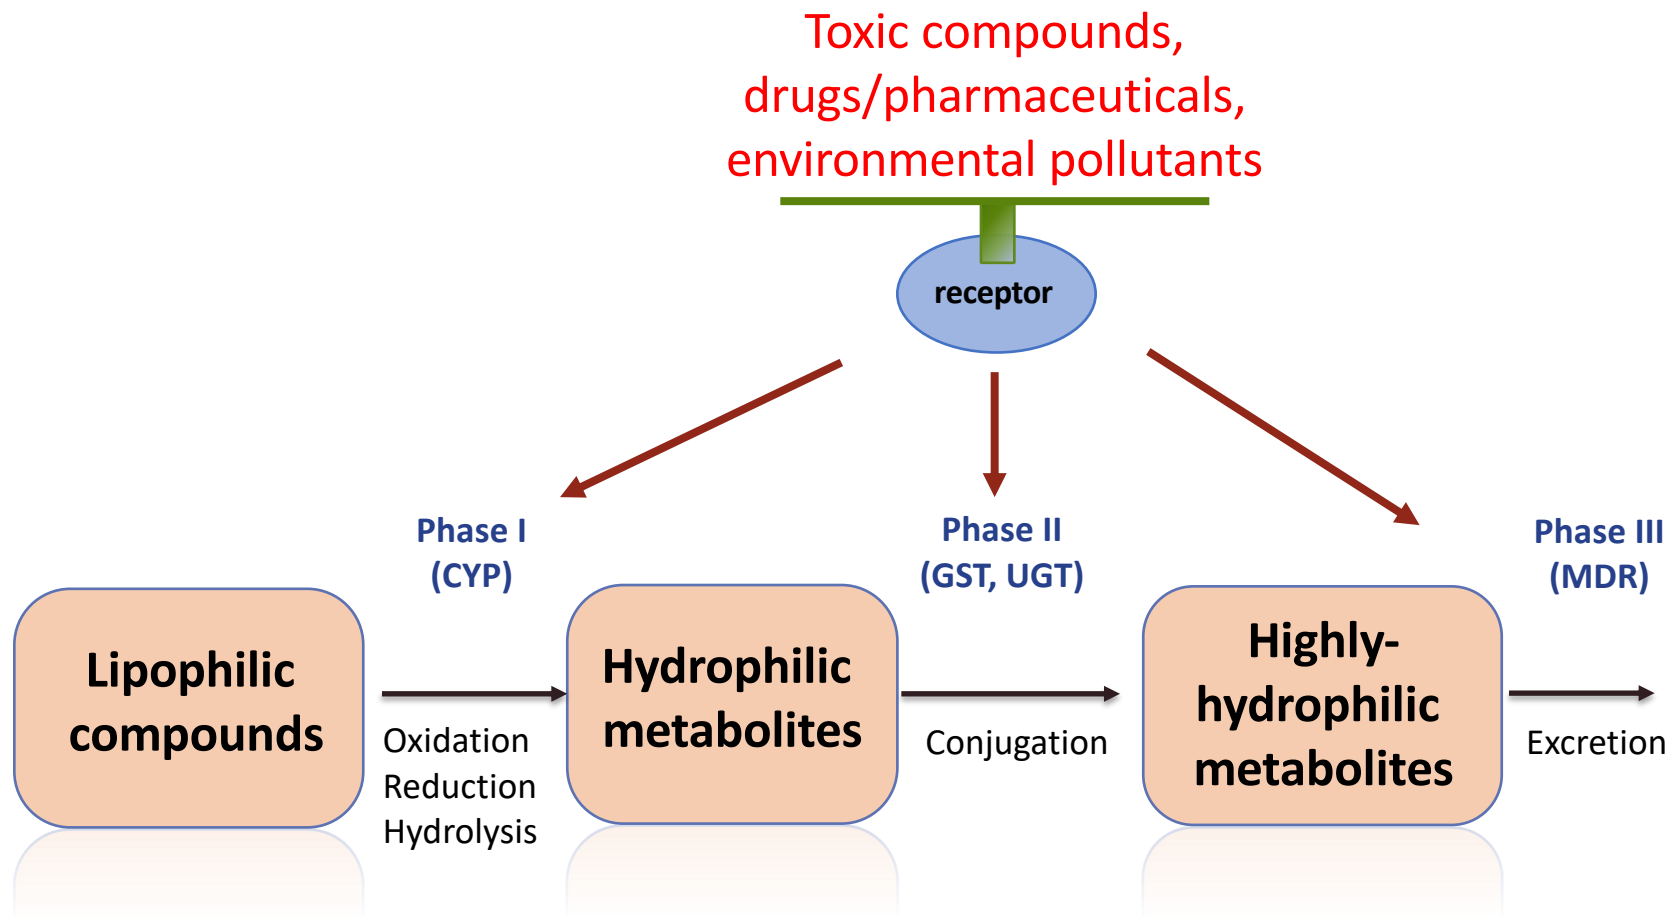 Toxic compounds,
drugs/pharmaceuticals,
environmental pollutants
receptor
Phase I
(CYP)
Phase II
(GST, UGT)
Phase III
(MDR)
Lipophilic
compounds
Oxidation
Reduction
Hydrolysis
Hydrophilic
metabolites
Conjugation
Highly-
hydrophilic
metabolites
Excretion